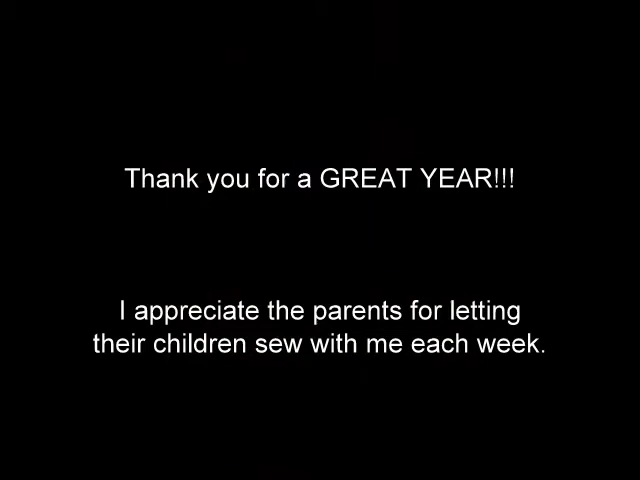 Thank you for a GREAT YEAR!!!
I appreciate the parents for letting
their children sew with me each week.